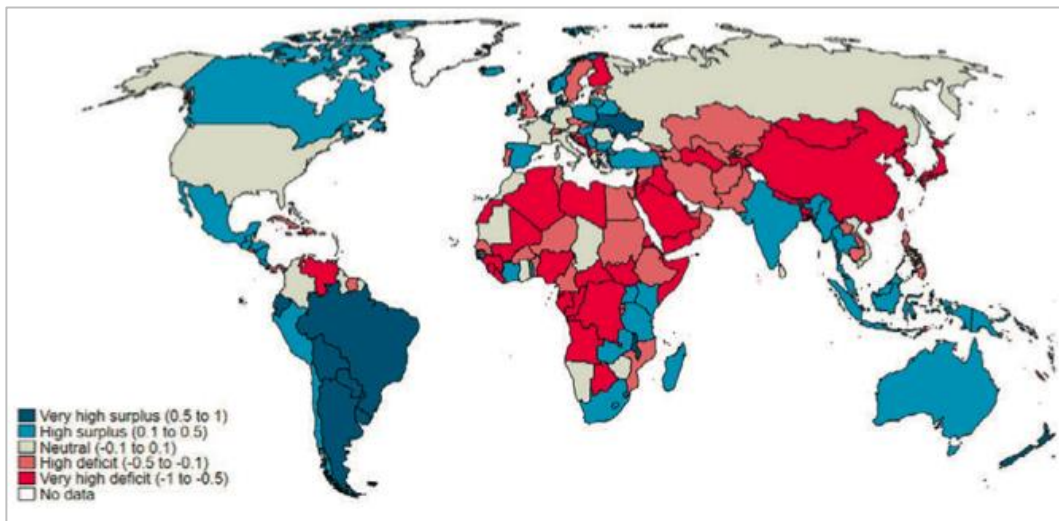 Very high surplus (0.5 to 1)
High surplus (0.1 to 0.5)
Neutral (-0.1 to 0.1)
High deficit (-0.5 to -0.1)
Very high deficit (-1 to -0.5)
No data